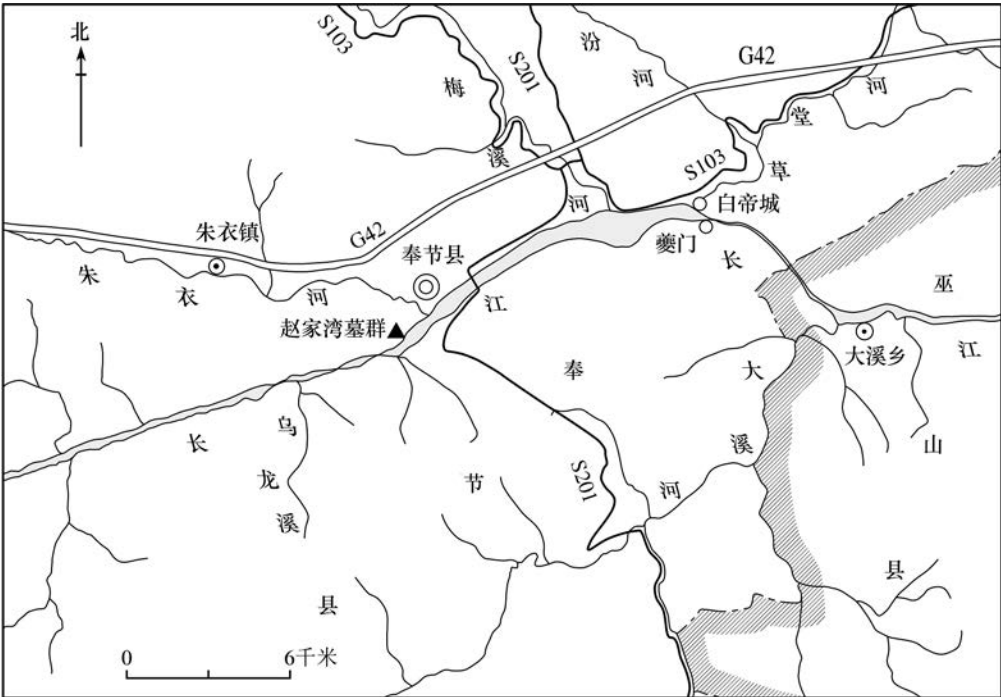 北
S103
S201
汾河
G42
梅溪河
S103
草堂河
白帝城
夔门
朱衣镇
G42
奉节县
朱衣河
赵家湾墓群
长江
巫山县
大溪乡
长江
乌龙溪
奉节县
大溪河
S201
0
6千米